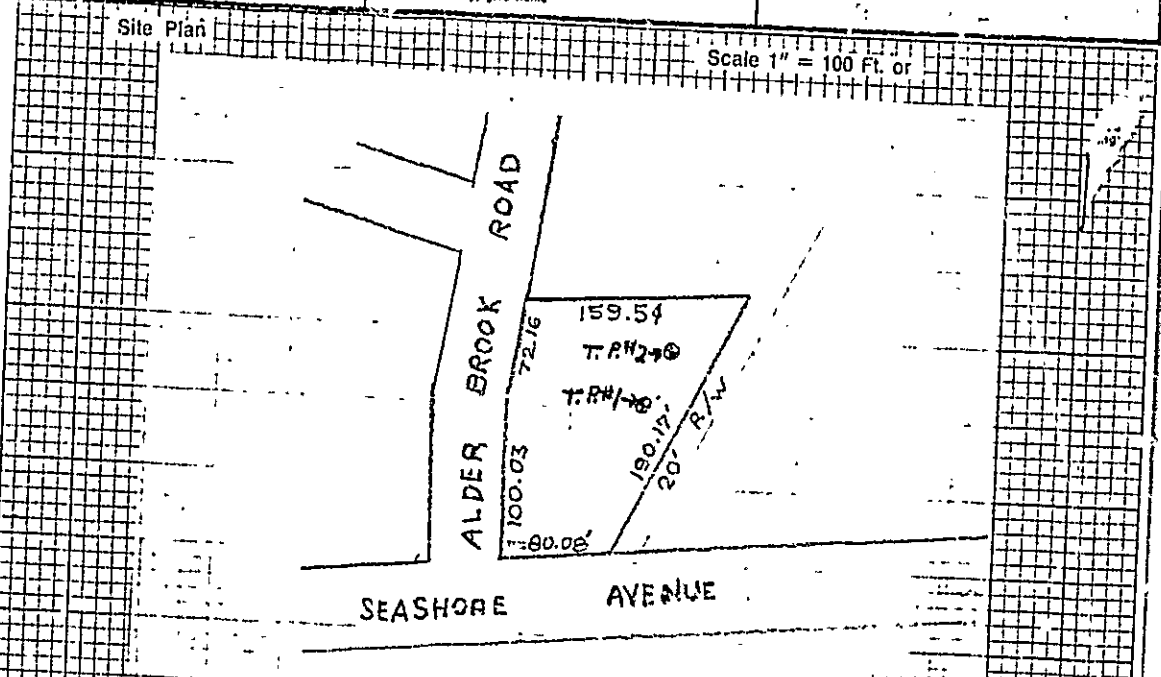 Site Plan
Scale 1" = 100 Ft. or
ALDER BROOK ROAD
159.54
72.16
T.P.#2→
T.P.#1→
190.17'
R/W
20'
100.03
80.08'
SEASHORE AVENUE